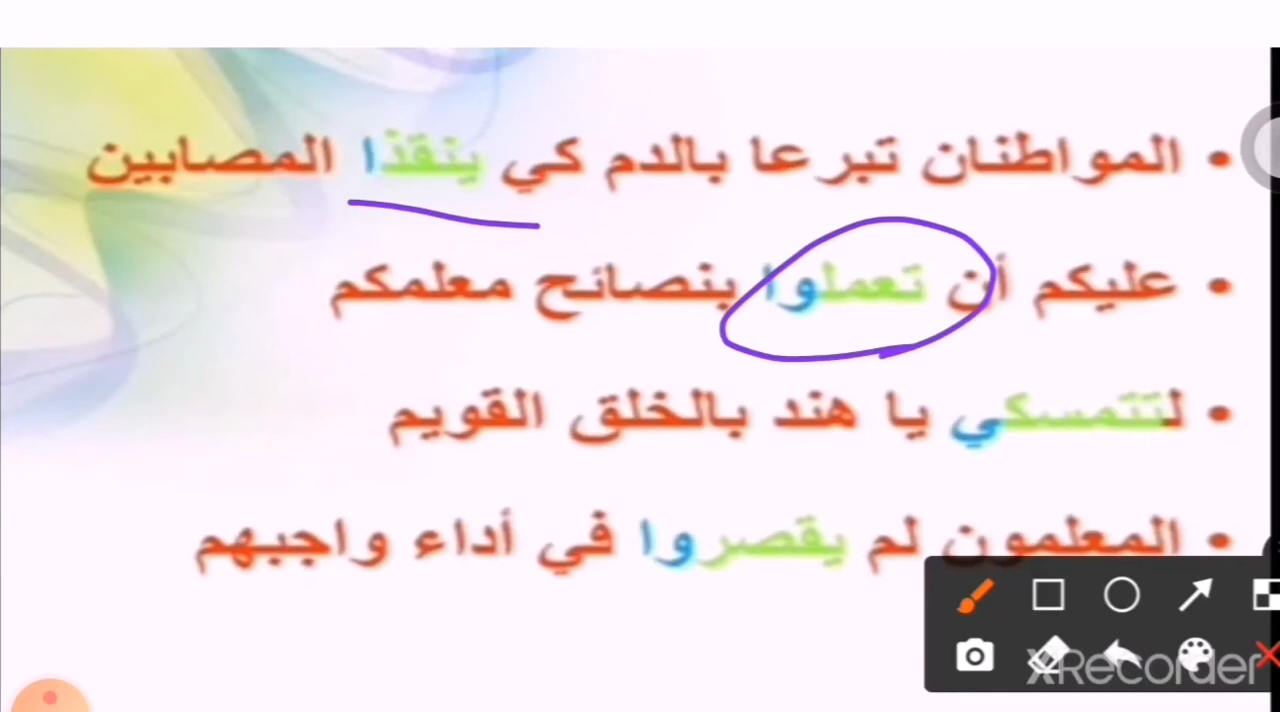 • المواطنان تبرعا بالدم كي ينقذا المصابين
• عليكم أن تعملوا بنصائح معلمكم
• لتتمسكي يا هند بالخلق القويم
• المعلمون لم يقصروا في أداء واجبهم
XRecorder